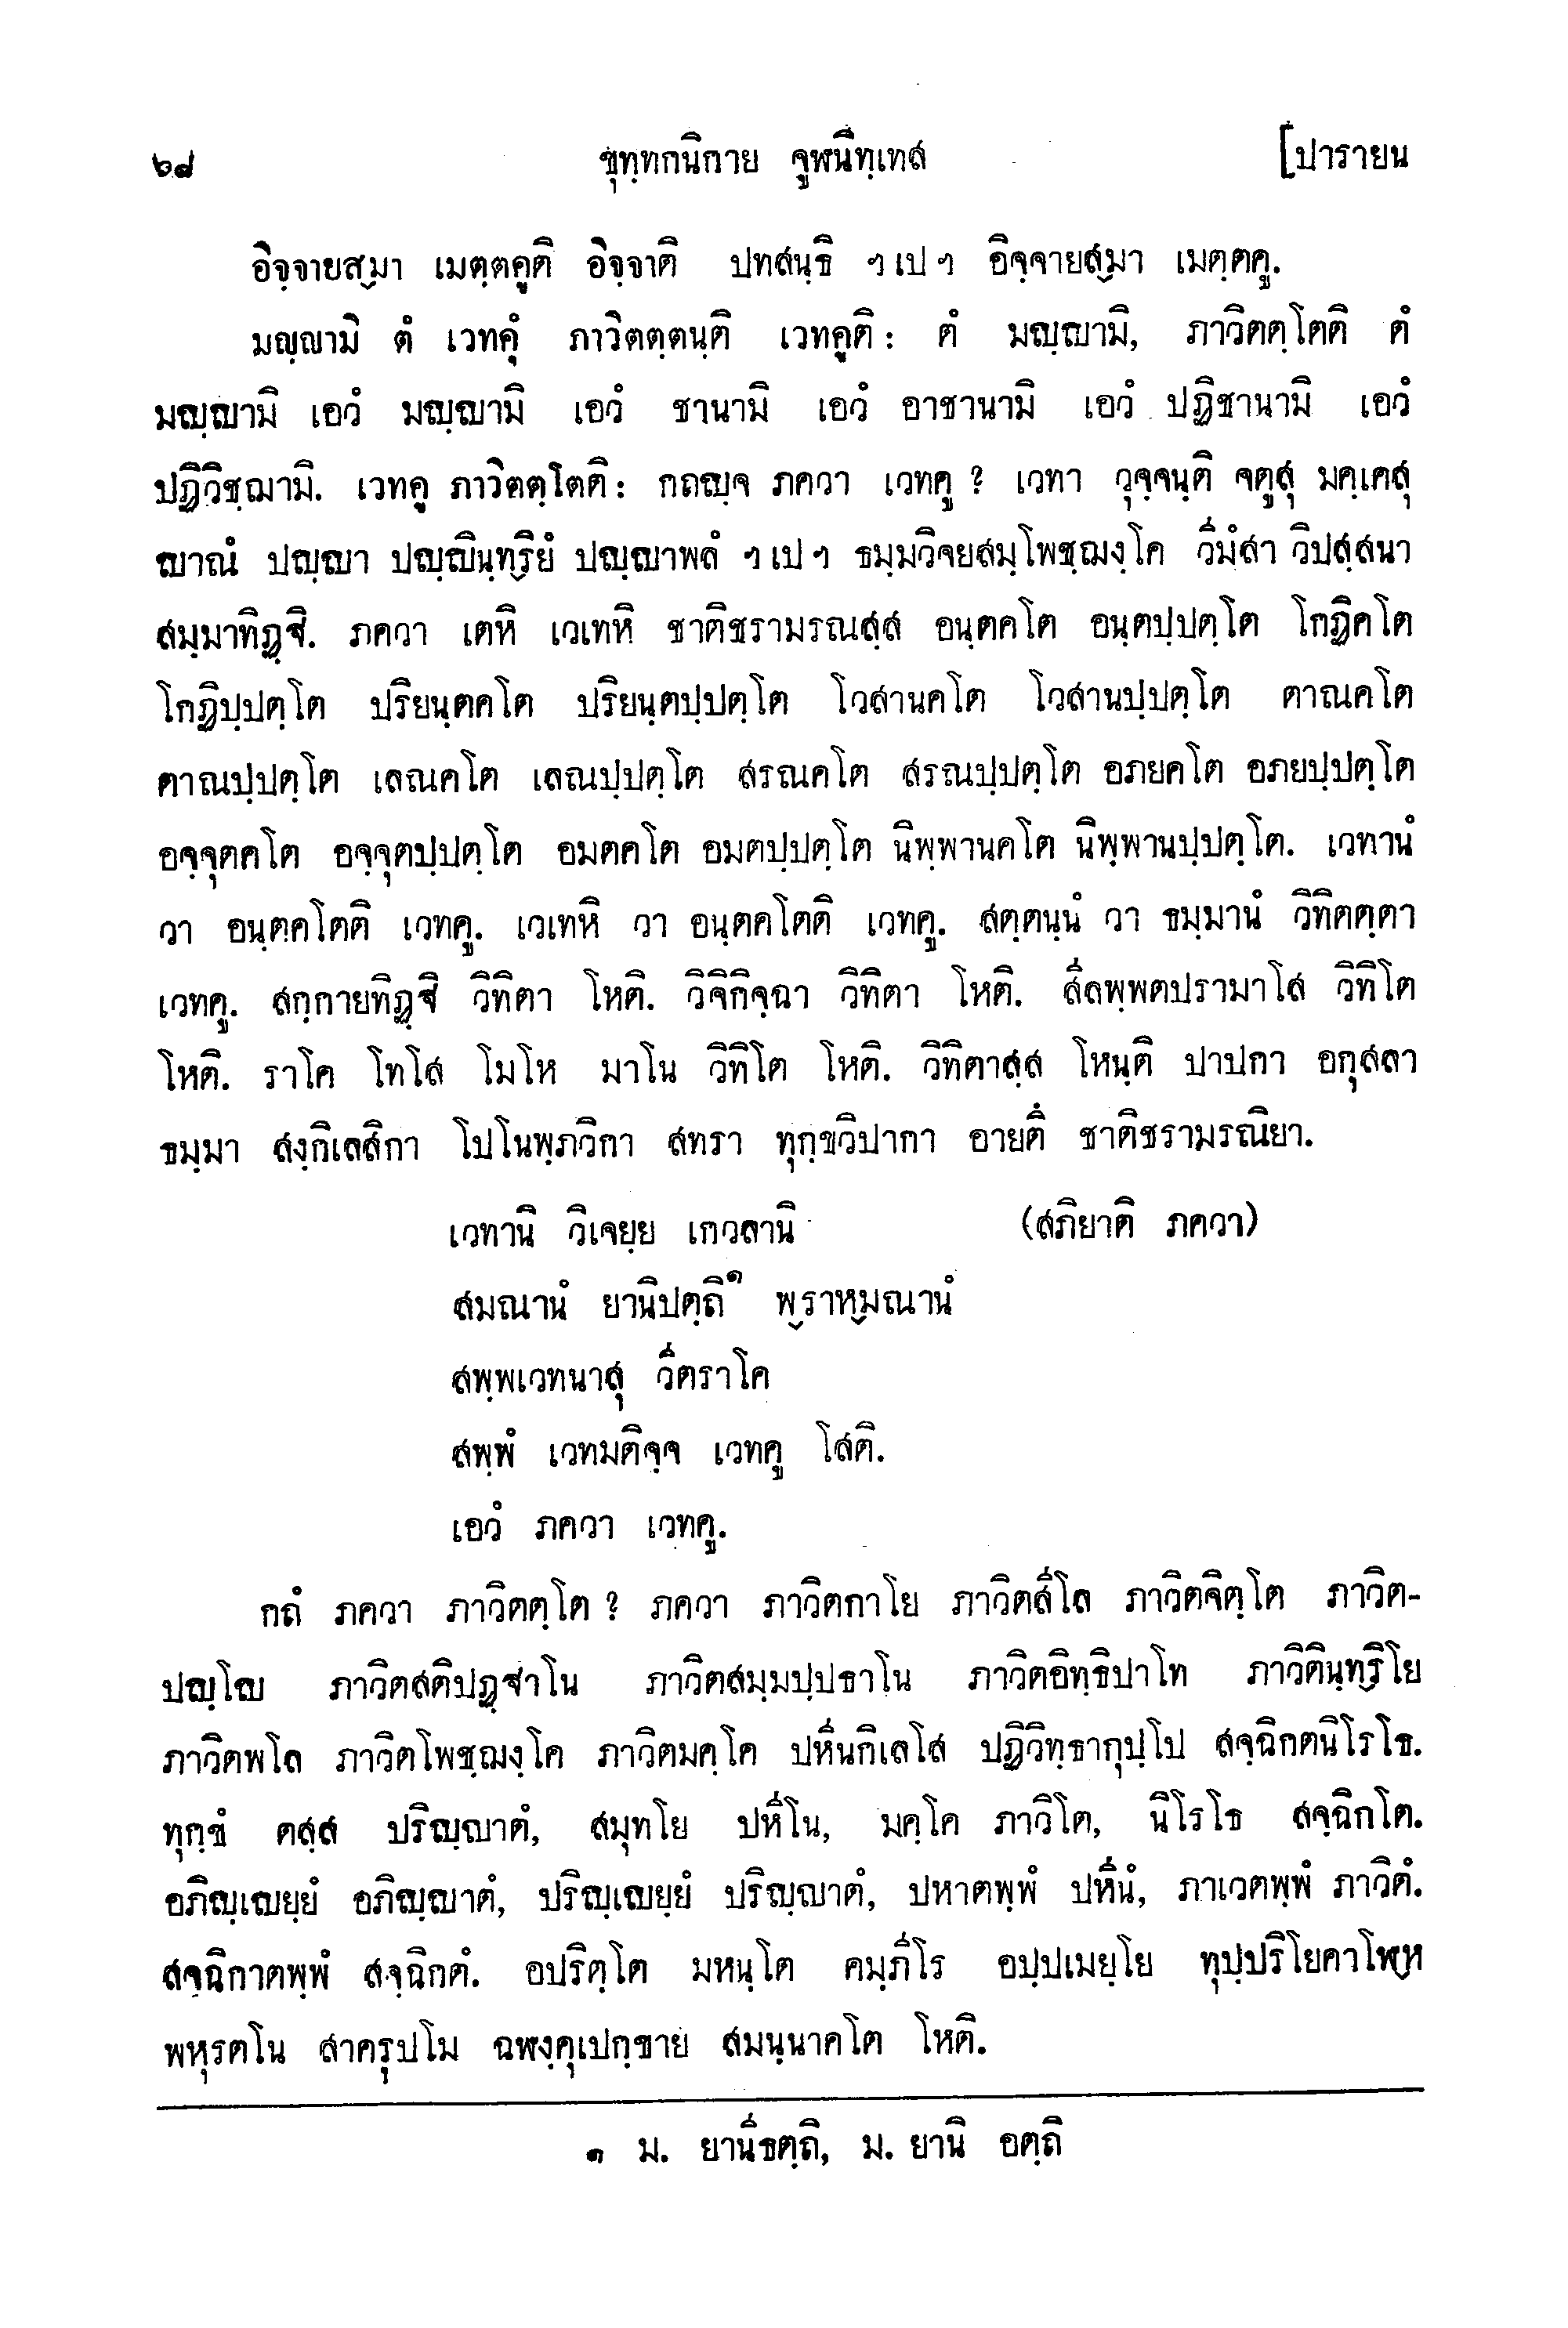 ๖๘ ขุทฺทกนิกาย จูฬนิทฺเทส [ปารายน
อิจฺจายสฺมา เมตฺตคูติ อิจฺจาติ ปทสนฺธิ ฯ เป ฯ อิจฺจายสฺมา เมตฺตคู.
มญฺญามิ ตํ เวทคุํ ภาวิตตฺตนฺติ เวทคูติ: ตํ มญฺญามิ, ภาวิตตฺโตติ ตํ
มญฺญามิ เอวํ มญฺญามิ เอวํ ชานามิ เอวํ อาชานามิ เอวํ ปฏิชานามิ เอวํ
ปฏิวิชฺฌามิ. เวทคู ภาวิตตฺโตติ: กถญฺจ ภควา เวทคู ? เวทา วุจฺจนฺติ จตูสุ มคฺเคสุ
ญาณํ ปญฺญา ปญฺญินฺทฺริยํ ปญฺญาพลํ ฯ เป ฯ ธมฺมวิจยสมฺโพชฺฌงฺโค วีมํสา วิปสฺสนา
สมฺมาทิฏฺฐิ. ภควา เตหิ เวเทหิ ชาติชรามรณสฺส อนฺตคโต อนฺตปฺปตฺโต โกฏิคโต
โกฏิปฺปตฺโต ปริยนฺตคโต ปริยนฺตปฺปตฺโต โวสานคโต โวสานปฺปตฺโต ตาณคโต
ตาณปฺปตฺโต เลณคโต เลณปฺปตฺโต สรณคโต สรณปฺปตฺโต อภยคโต อภยปฺปตฺโต
อจฺจุตคโต อจฺจุตปฺปตฺโต อมตคโต อมตปฺปตฺโต นิพฺพานคโต นิพฺพานปฺปตฺโต. เวทานํ
วา อนฺตคโตติ เวทคู. เวเทหิ วา อนฺตคโตติ เวทคู. สตฺตนฺนํ วา ธมฺมานํ วิทิตตฺตา
เวทคู. สกฺกายทิฏฺฐิ วิทิตา โหติ. วิจิกิจฺฉา วิทิตา โหติ. สีลพฺพตปรามาโส วิทิโต
โหติ. ราโค โทโส โมโห มาโน วิทิโต โหติ. วิทิตาสฺส โหนฺติ ปาปกา อกุสลา
ธมฺมา สงฺกิเลสิกา โปโนพฺภวิกา สทรา ทุกฺขวิปากา อายตึ ชาติชรามรณิยา.
เวทานิ วิเจยฺย เกวลานิ (สภิยาติ ภควา)
สมณานํ ยานิปตฺถิ๑ พฺราหฺมณานํ
สพฺพเวทนาสุ วีตราโค
สพฺพํ เวทมติจฺจ เวทคู โสติ.
เอวํ ภควา เวทคู.
กถํ ภควา ภาวิตตฺโต ? ภควา ภาวิตกาโย ภาวิตสีโล ภาวิตจิตฺโต ภาวิต-
ปญฺโญ ภาวิตสติปฏฺฐาโน ภาวิตสมฺมปฺปธาโน ภาวิตอิทฺธิปาโท ภาวิตินฺทฺริโย
ภาวิตพโล ภาวิตโพชฺฌงฺโค ภาวิตมคฺโค ปหีนกิเลโส ปฏิวิทฺธากุปฺโป สจฺฉิกตนิโรโธ.
ทุกฺขํ ตสฺส ปริญฺญาตํ, สมุทโย ปหีโน, มคฺโค ภาวิโต, นิโรโธ สจฺฉิกโต.
อภิญฺเญยฺยํ อภิญฺญาตํ, ปริญฺเญยฺยํ ปริญฺญาตํ, ปหาตพฺพํ ปหีนํ, ภาเวตพฺพํ ภาวิตํ.
สจฺฉิกาตพฺพํ สจฺฉิกตํ. อปริตฺโต มหนฺโต คมฺภีโร อปฺปเมยฺโย ทุปฺปริโยคาโฬฺห
พหุรตโน สาครุปโม ฉฬงฺคุเปกฺขาย สมนฺนาคโต โหติ.
๑ ม. ยานีธตฺถิ, ม. ยานิ อตฺถิ